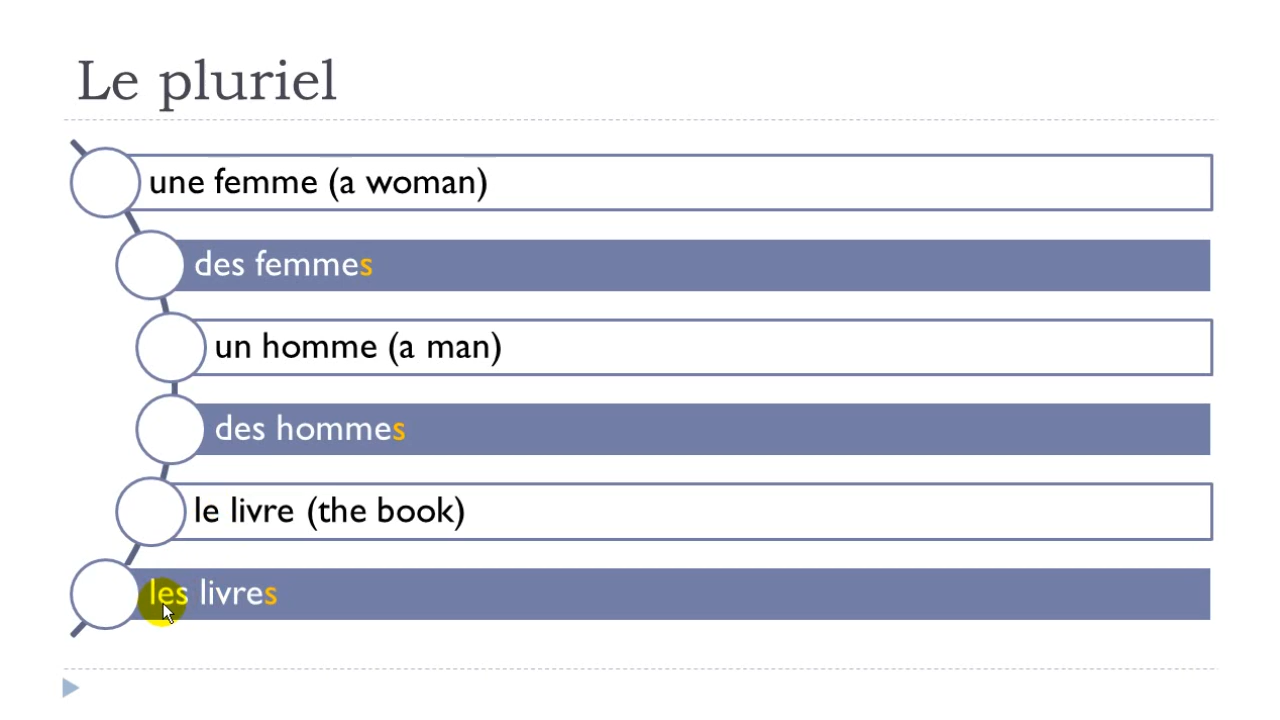 Le pluriel
une femme (a woman)
des femmes
un homme (a man)
des hommes
le livre (the book)
les livres